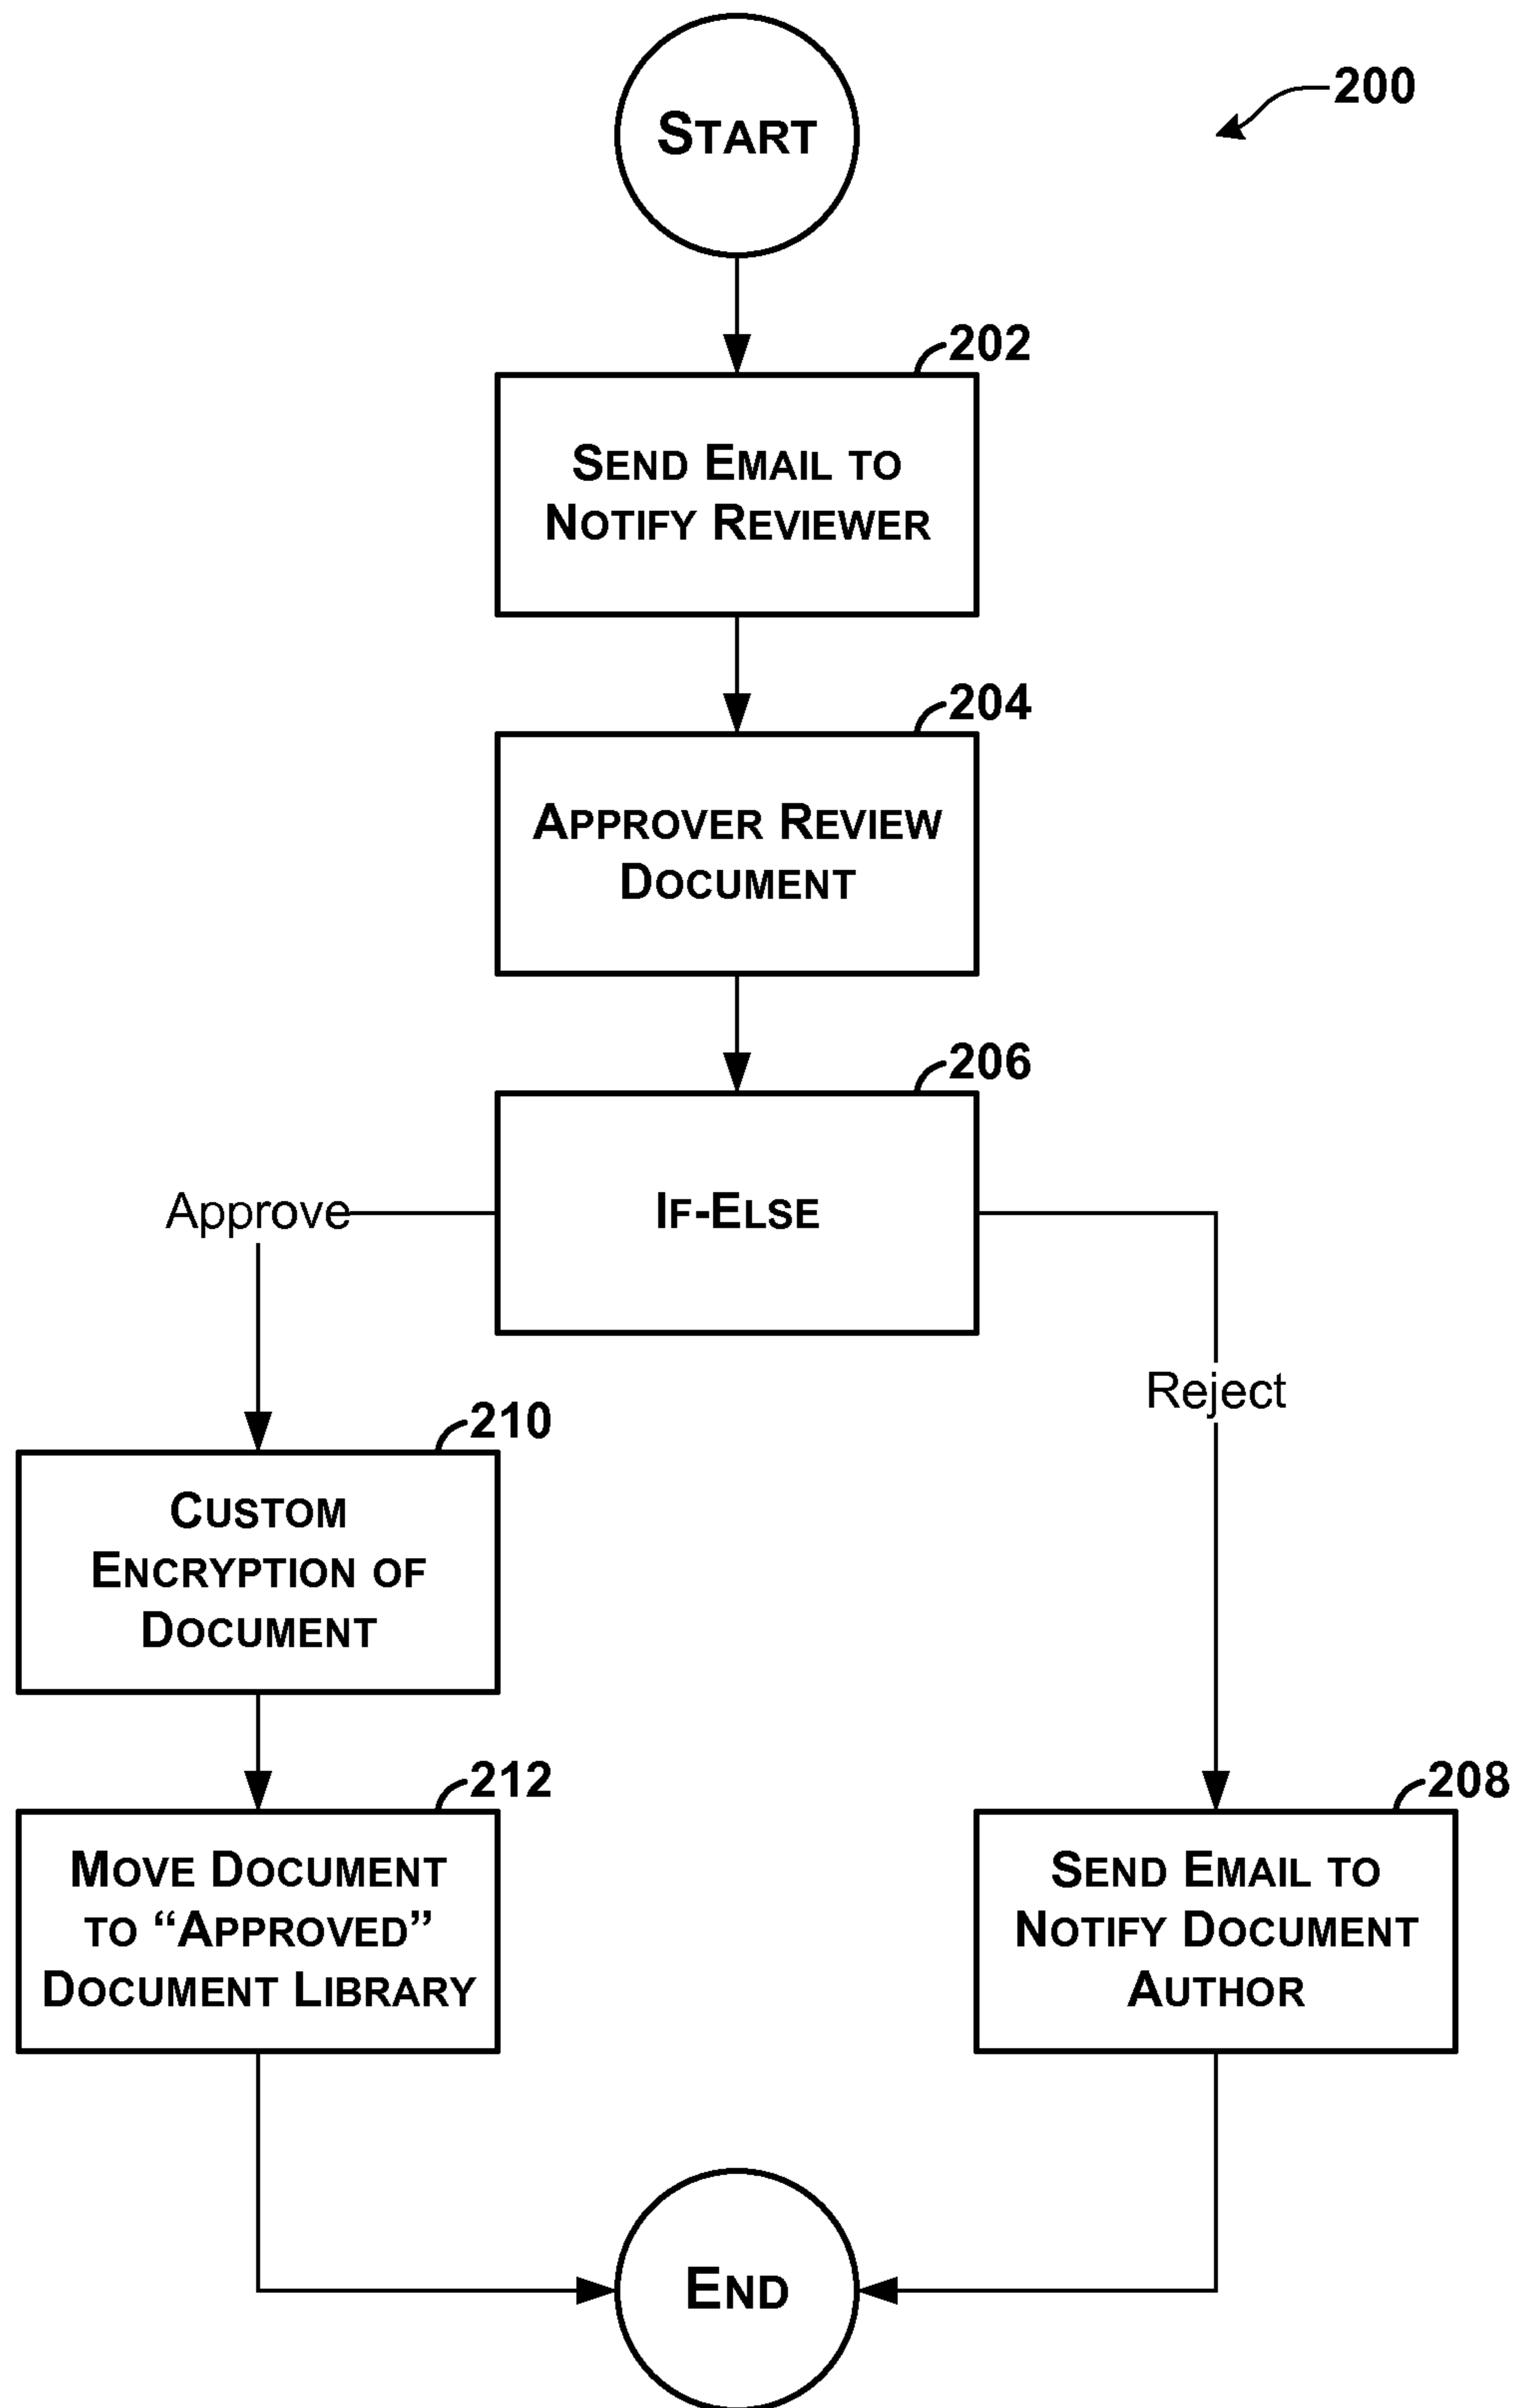 START
200
202
SEND EMAIL TO
NOTIFY REVIEWER
204
APPROVER REVIEW
DOCUMENT
206
IF-ELSE
Approve
Reject
210
CUSTOM
ENCRYPTION OF
DOCUMENT
212
MOVE DOCUMENT
TO “APPROVED”
DOCUMENT LIBRARY
208
SEND EMAIL TO
NOTIFY DOCUMENT
AUTHOR
END